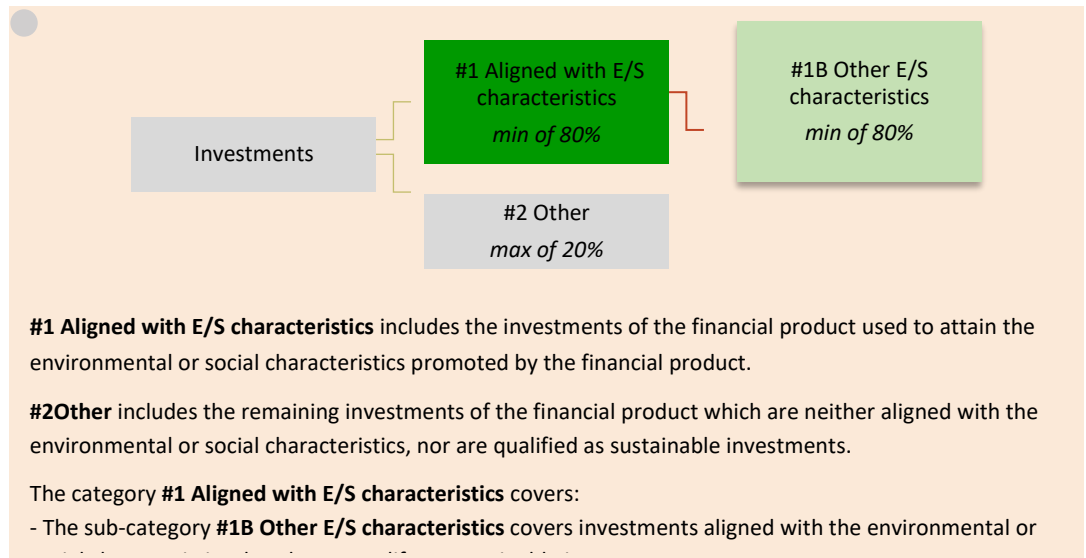 #1 Aligned with E/S
characteristics
min of 80%
#1B Other E/S
characteristics
min of 80%
Investments
#2 Other
max of 20%
#1 Aligned with E/S characteristics includes the investments of the financial product used to attain the
environmental or social characteristics promoted by the financial product.
#2Other includes the remaining investments of the financial product which are neither aligned with the
environmental or social characteristics, nor are qualified as sustainable investments.
The category #1 Aligned with E/S characteristics covers:
- The sub-category #1B Other E/S characteristics covers investments aligned with the environmental or